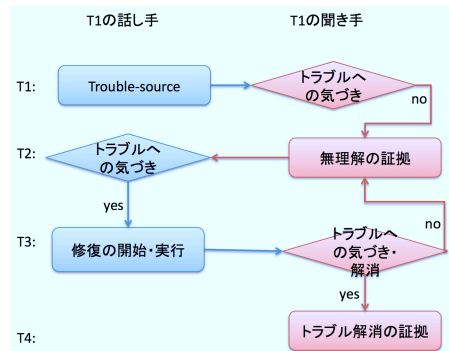 T1の話し手
T1の聞き手
T1:
Trouble-source
トラブルへ
の気づき
no
T2:
トラブルへ
の気づき
無理解の証拠
yes
no
T3:
修復の開始・実行
トラブルへ
の気づき・
解消
yes
T4:
トラブル解消の証拠